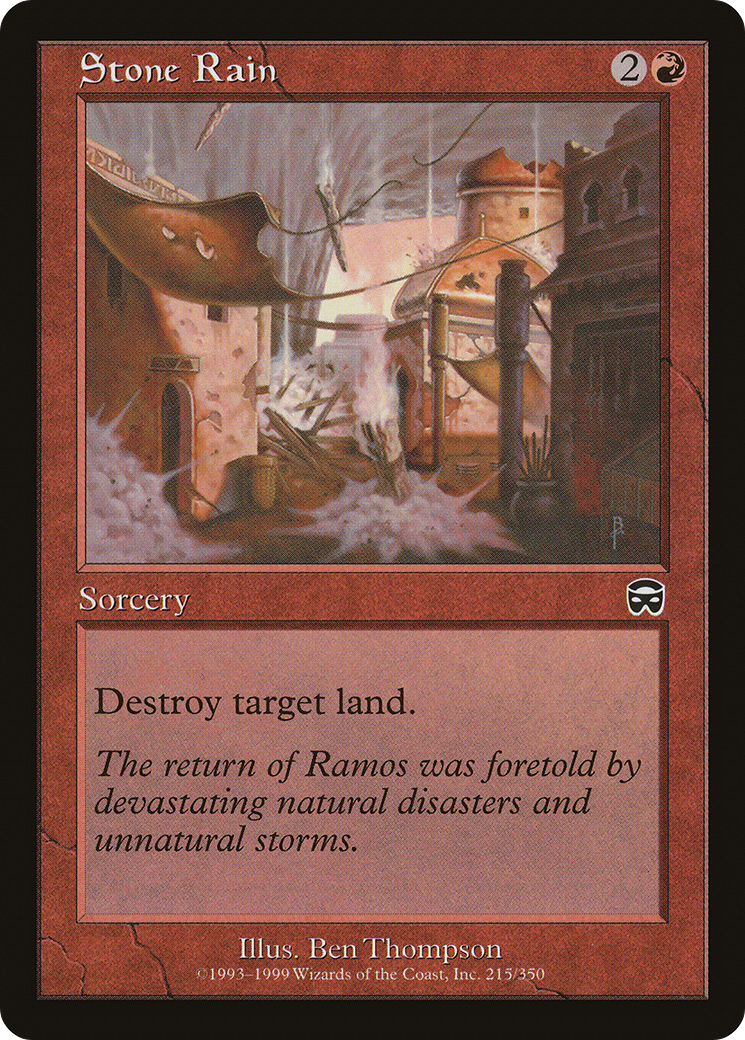 Stone Rain
2
Sorcery
Destroy target land.
The return of Ramos was foretold by
devastating natural disasters and
unnatural storms.
Illus. Ben Thompson
©1993–1999 Wizards of the Coast, Inc. 215/350